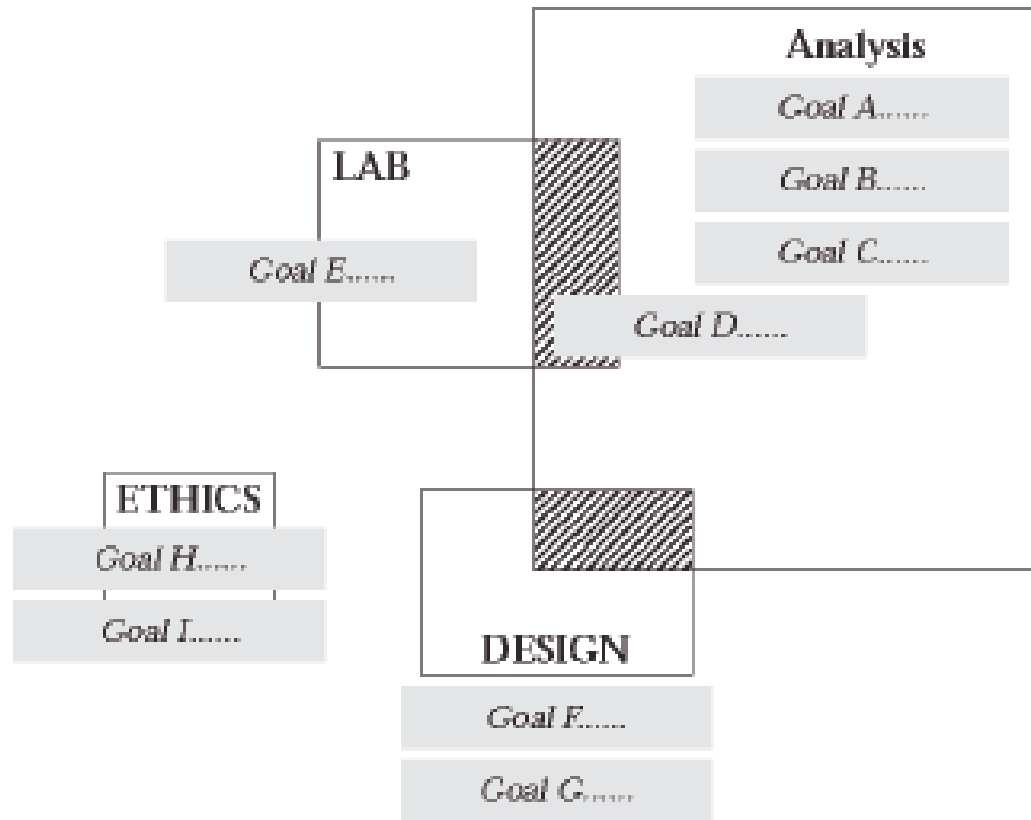 Analysis
Goal A......
Goal B......
Goal C......
LAB
Goal E......
Goal D......
ETHICS
Goal H......
Goal I......
DESIGN
Goal F......
Goal G......